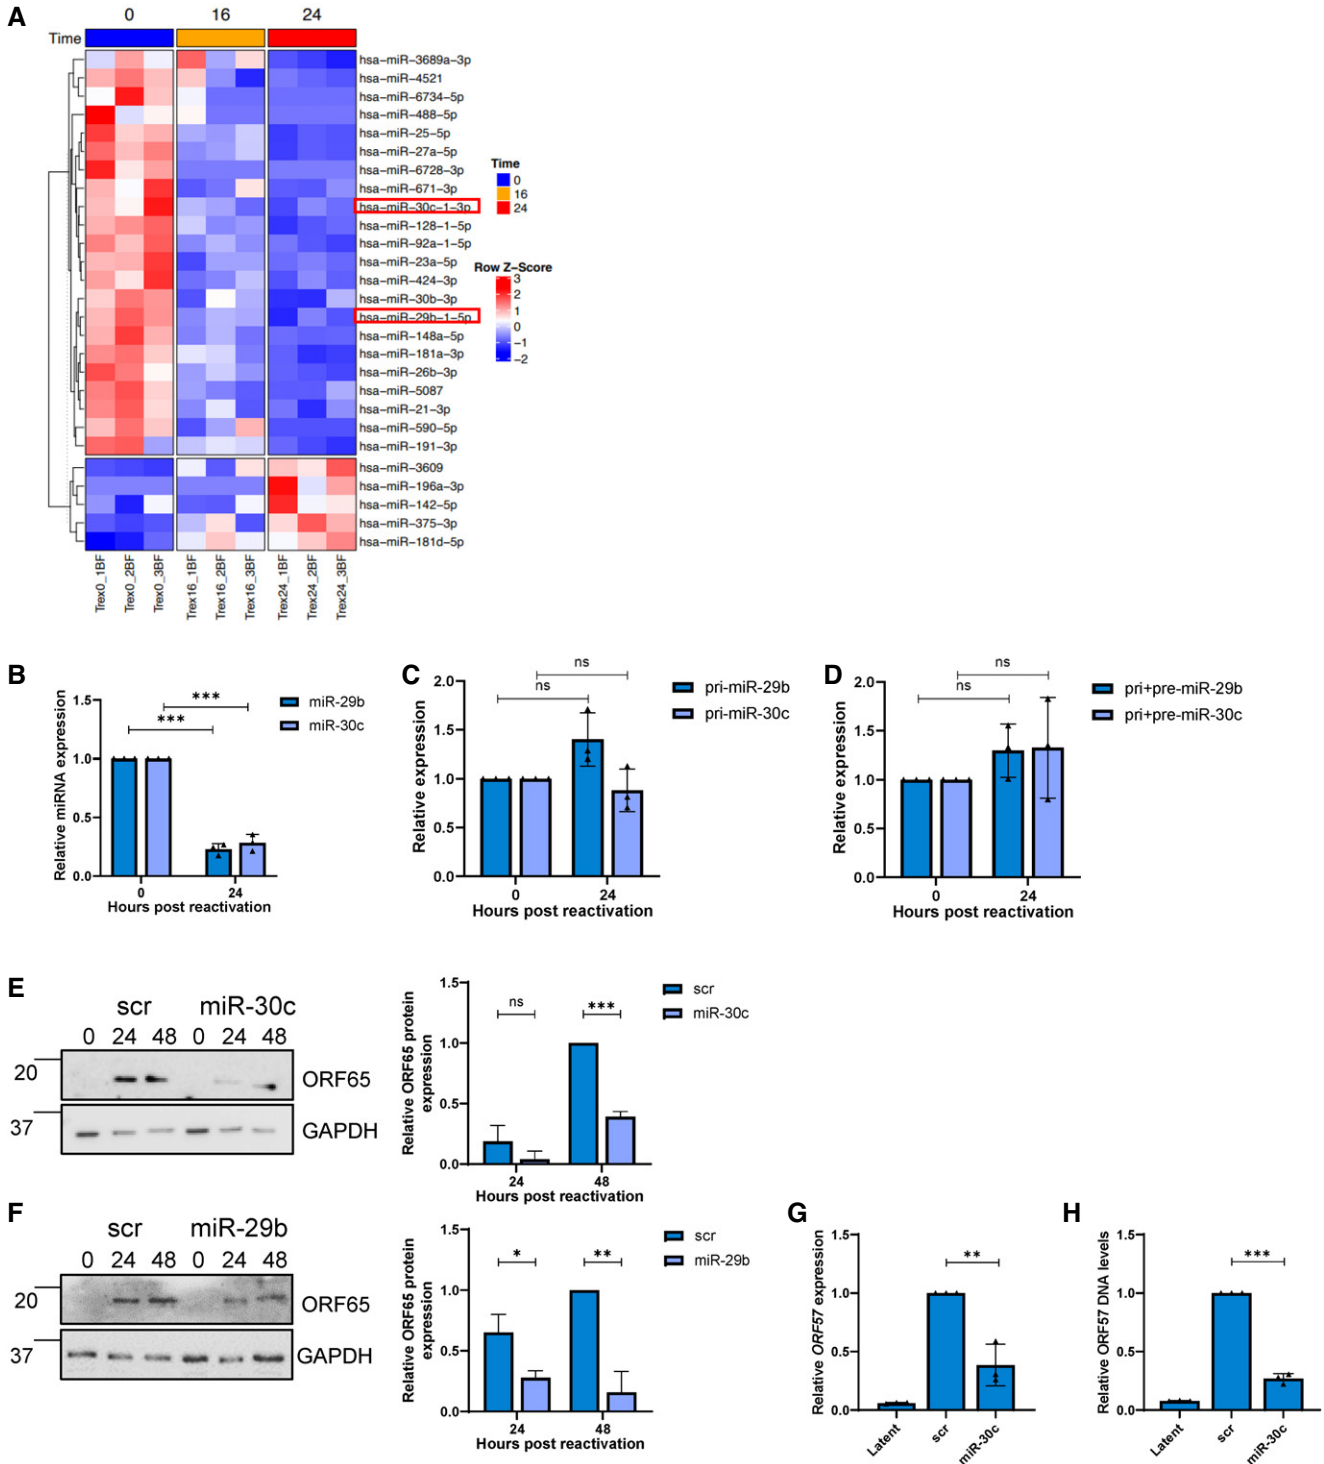 A
0 16 24
Time
hsa-miR-3689a-3p
hsa-miR-4521
hsa-miR-6734-5p
hsa-miR-488-5p
hsa-miR-25-5p
hsa-miR-27a-5p
hsa-miR-6728-3p
hsa-miR-671-3p
hsa-miR-30c-1-3p
hsa-miR-128-1-5p
hsa-miR-92a-1-5p
hsa-miR-23a-5p
hsa-miR-424-3p
hsa-miR-30b-3p
hsa-miR-29b-1-5p
hsa-miR-148a-5p
hsa-miR-181a-3p
hsa-miR-26b-3p
hsa-miR-5087
hsa-miR-21-3p
hsa-miR-590-5p
hsa-miR-191-3p
hsa-miR-3609
hsa-miR-196a-3p
hsa-miR-142-5p
hsa-miR-375-3p
hsa-miR-181d-5p
Trex0_1BF
Trex0_2BF
Trex0_3BF
Trex16_1BF
Trex16_2BF
Trex16_3BF
Trex24_1BF
Trex24_2BF
Trex24_3BF
Time
0
16
24
Row Z-Score
3
2
1
0
-1
-2
B
Relative miRNA expression
1.5
1.0
0.5
0.0
*** ***
0 24
Hours post reactivation
miR-29b
miR-30c
C
Relative expression
2.0
1.5
1.0
0.5
0.0
ns
ns
0 24
Hours post reactivation
pri-miR-29b
pri-miR-30c
D
Relative expression
2.0
1.5
1.0
0.5
0.0
ns
ns
0 24
Hours post reactivation
pri+pre-miR-29b
pri+pre-miR-30c
E
scr miR-30c
0 24 48 0 24 48
20 ORF65
37 GAPDH
Relative ORF65 protein
expression
1.5
1.0
0.5
0.0
ns ***
24 48
Hours post reactivation
scr
miR-30c
F
scr miR-29b
0 24 48 0 24 48
20 ORF65
37 GAPDH
Relative ORF65 protein
expression
1.5
1.0
0.5
0.0
* **
24 48
Hours post reactivation
scr
miR-29b
G
Relative ORF57 expression
1.5
1.0
0.5
0.0
**
Latent scr miR-30c
H
Relative ORF57 DNA levels
1.5
1.0
0.5
0.0
***
Latent scr miR-30c